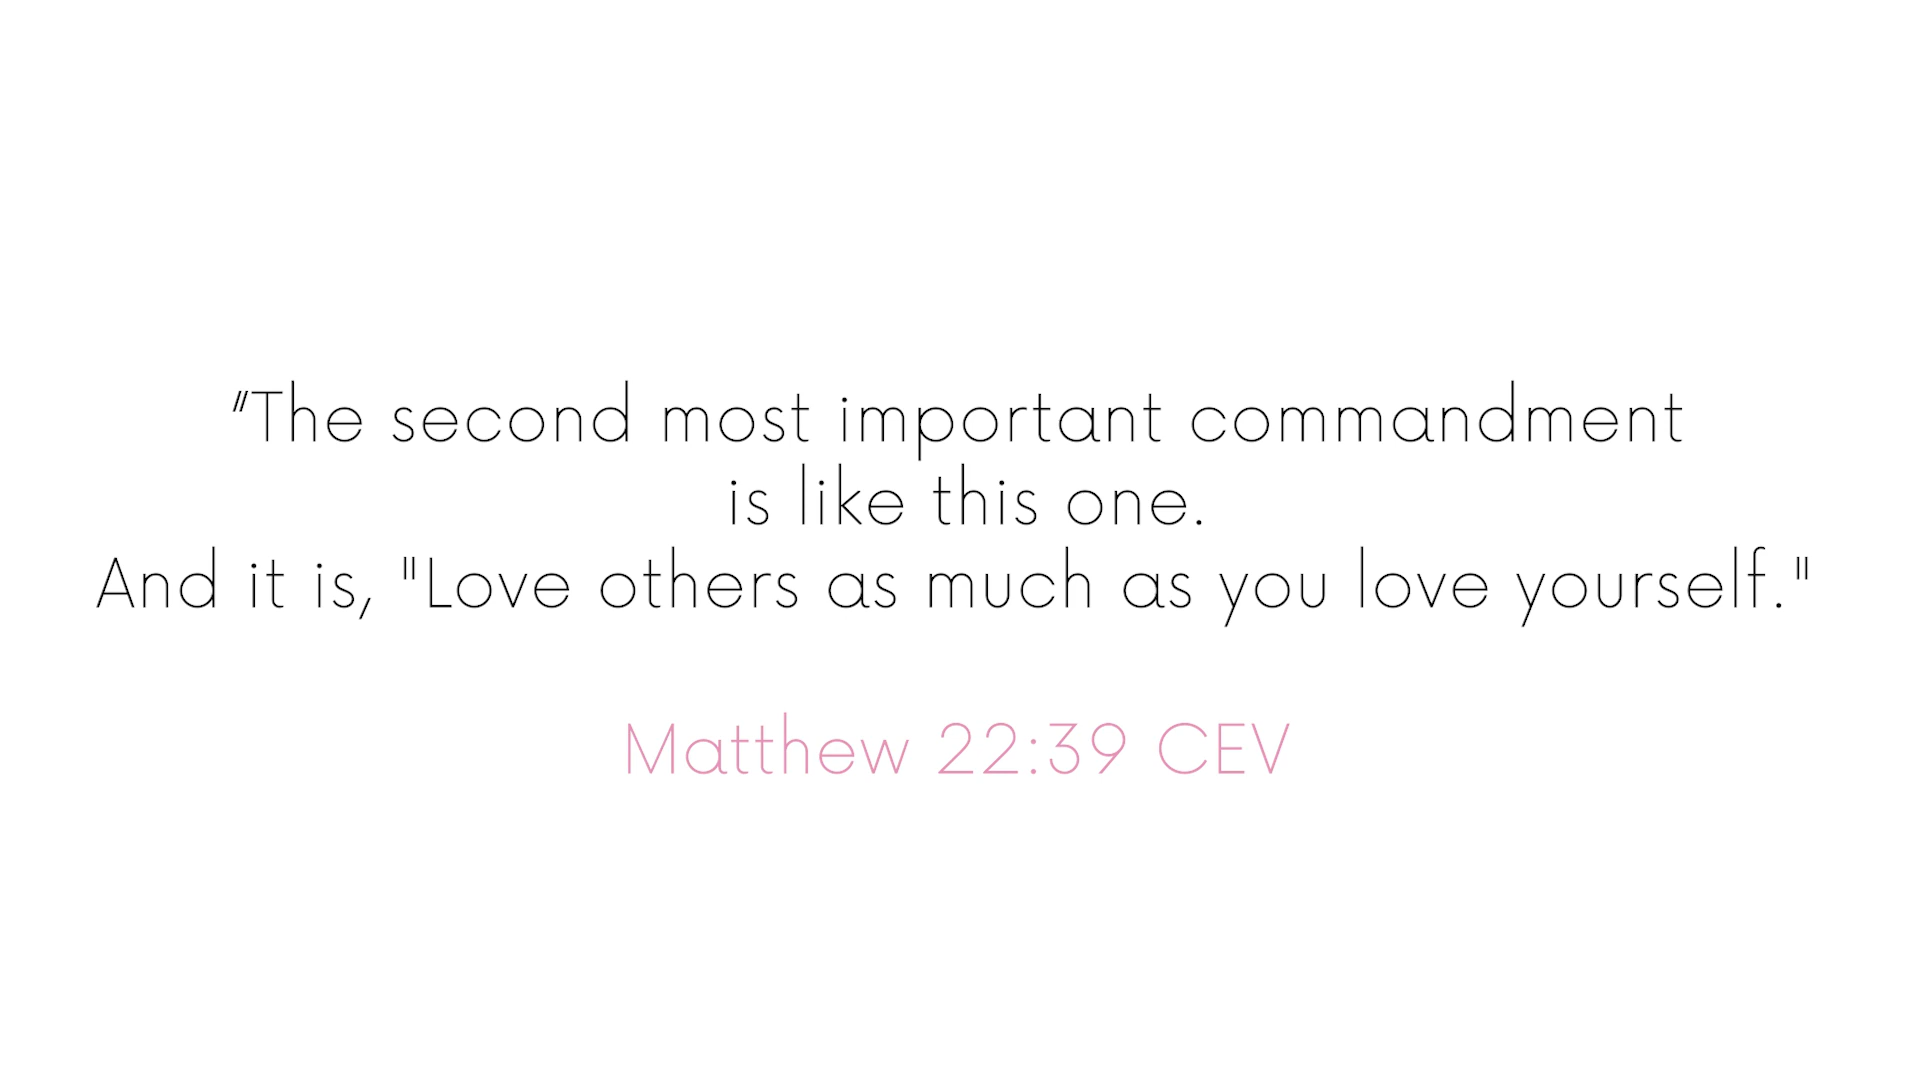 "The second most important commandment
is like this one.
And it is, "Love others as much as you love yourself."
Matthew 22:39 CEV